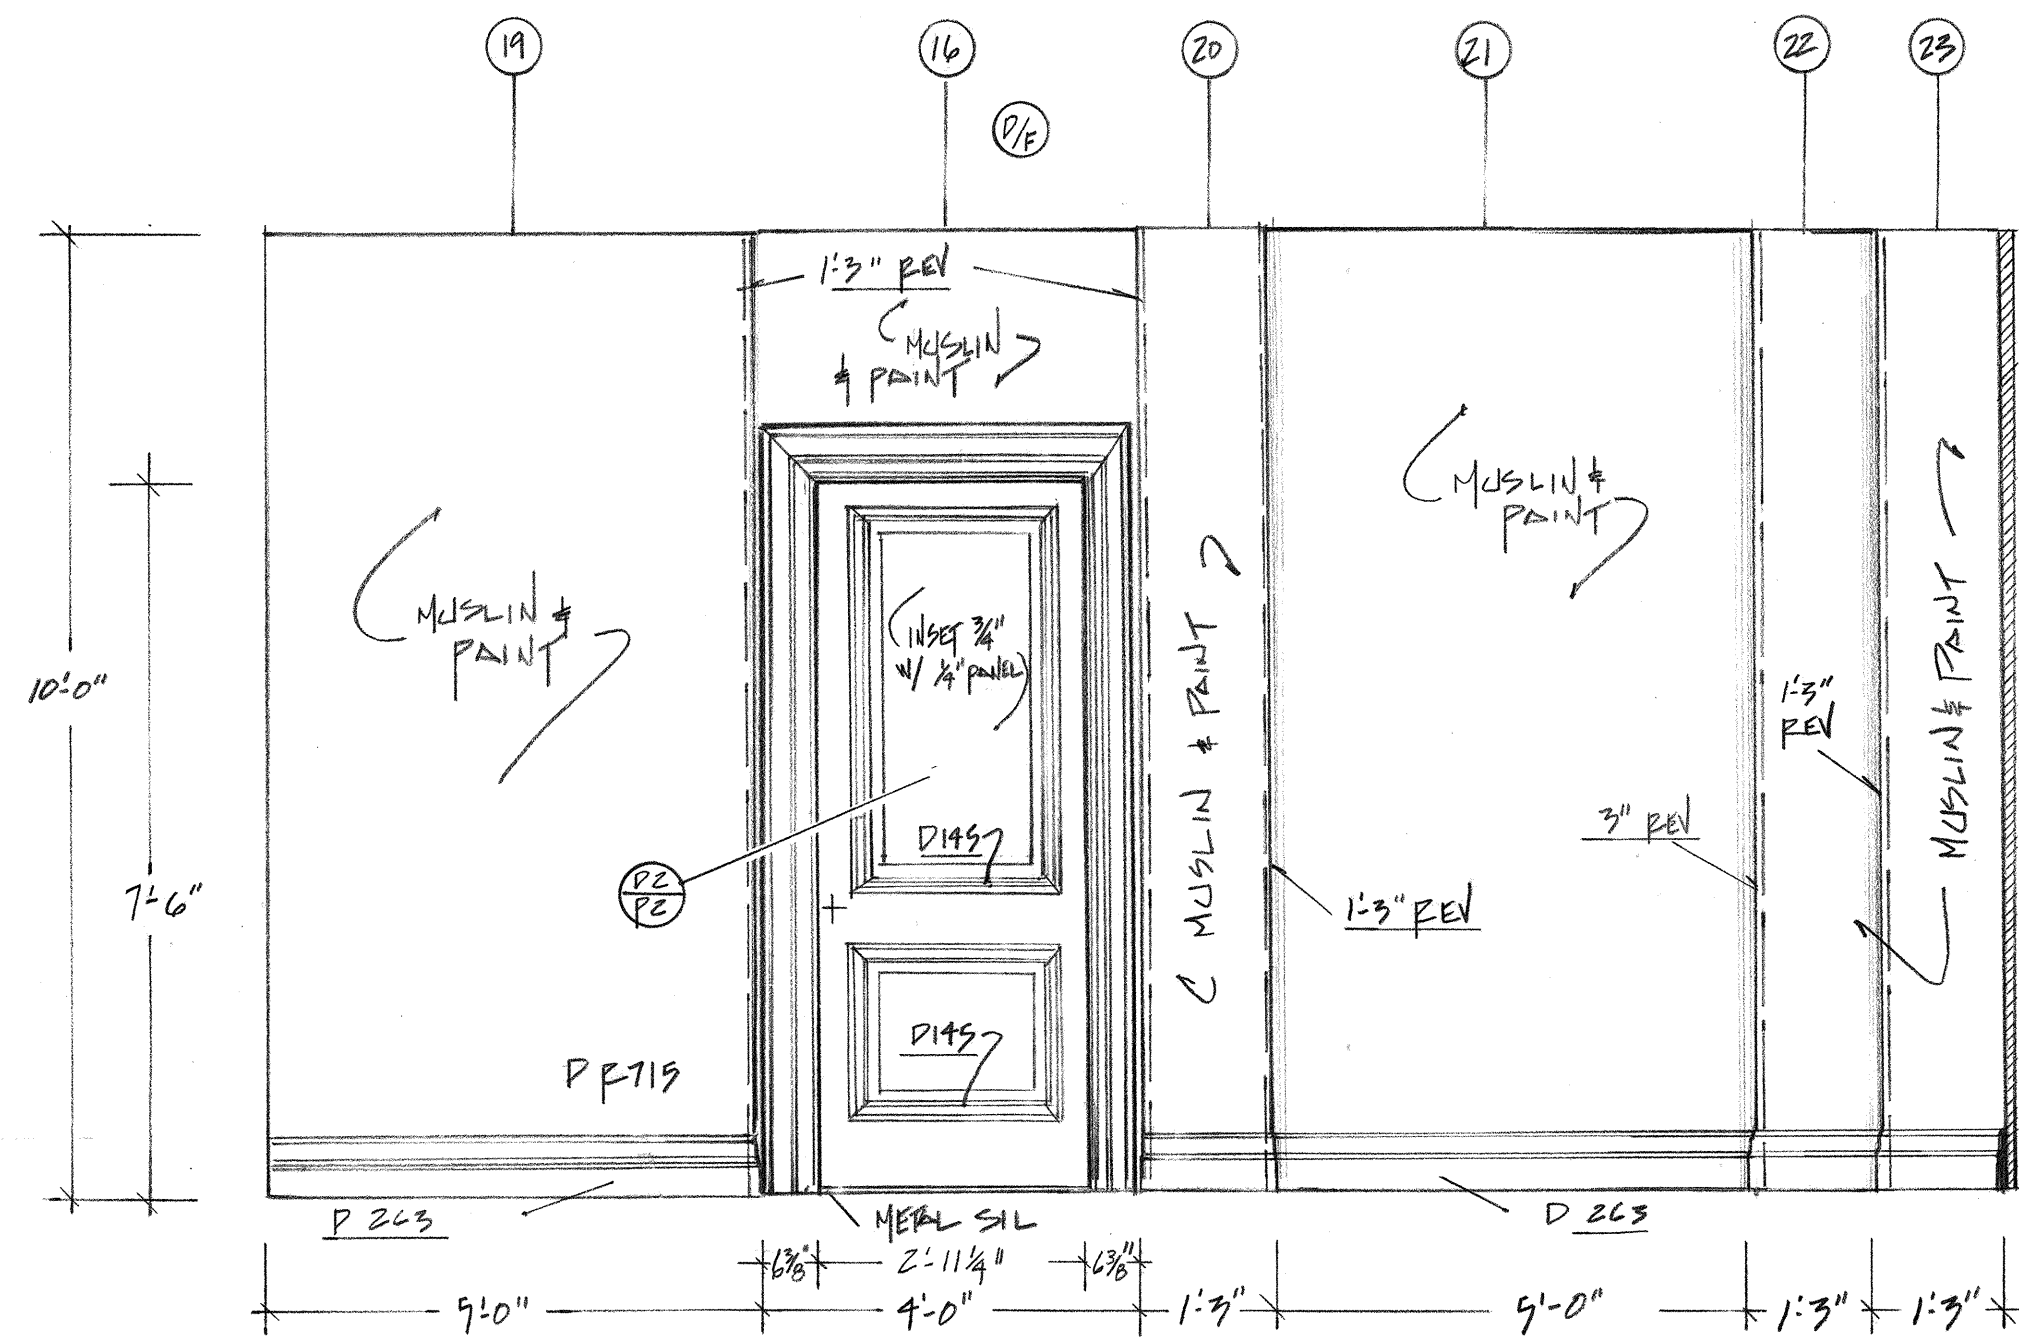 19
16
20
21
22
23
D/F
1'-3" REV
MUSLIN
& PAINT
MUSLIN &
PAINT
MUSLIN &
PAINT
INSET 3/4"
W/ 1/4" PANEL
MUSLIN & PAINT
MUSLIN & PAINT
10'-0"
7'-6"
1'-3"
REV
3" REV
D145
D2
P2
1'-3" REV
D145
D R715
D 263
METAL SIL
D 263
6 3/8"
2'-11 1/4"
6 3/8"
5'-0"
4'-0"
1'-3"
5'-0"
1'-3"
1'-3"